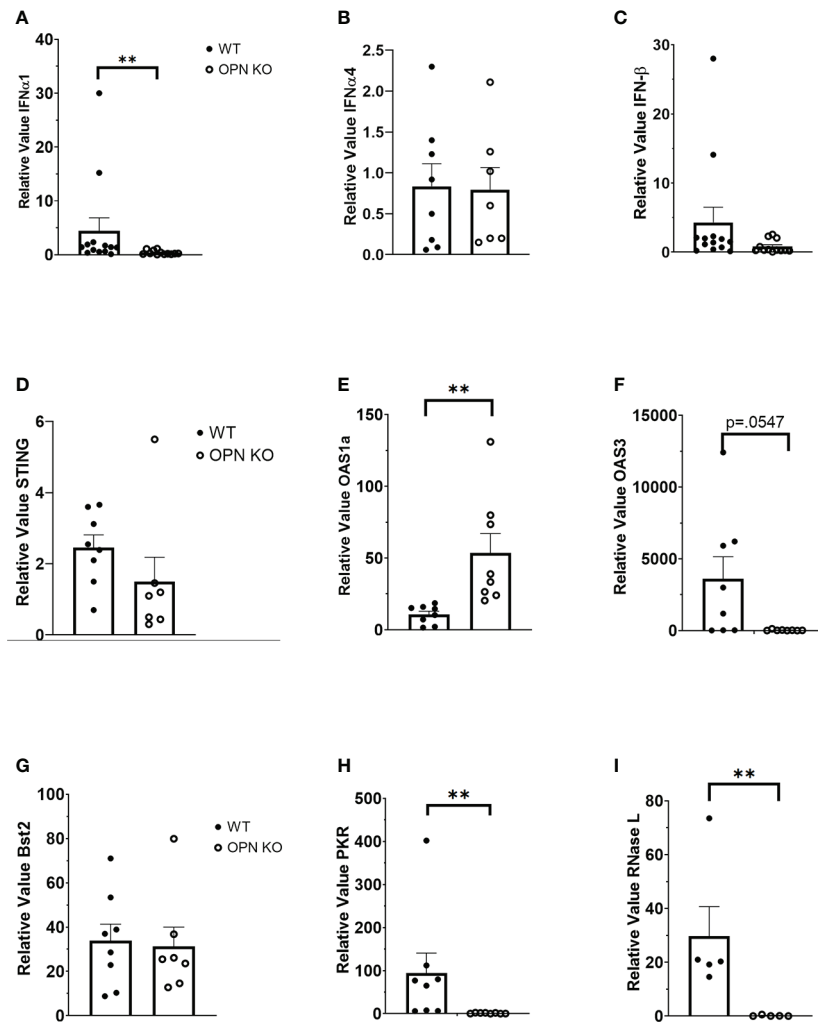 A
40
30
20
10
0
Relative Value IFNα1
**
WT
OPN KO
B
2.5
2.0
1.5
1.0
0.5
0.0
Relative Value IFNα4
C
30
20
10
0
Relative Value IFN-β
D
6
4
2
0
Relative Value STING
WT
OPN KO
E
150
100
50
0
Relative Value OAS1a
**
F
15000
10000
5000
0
Relative Value OAS3
p=.0547
G
100
80
60
40
20
0
Relative Value Bst2
WT
OPN KO
H
500
400
300
200
100
0
Relative Value PKR
**
I
80
60
40
20
0
Relative Value RNase L
**